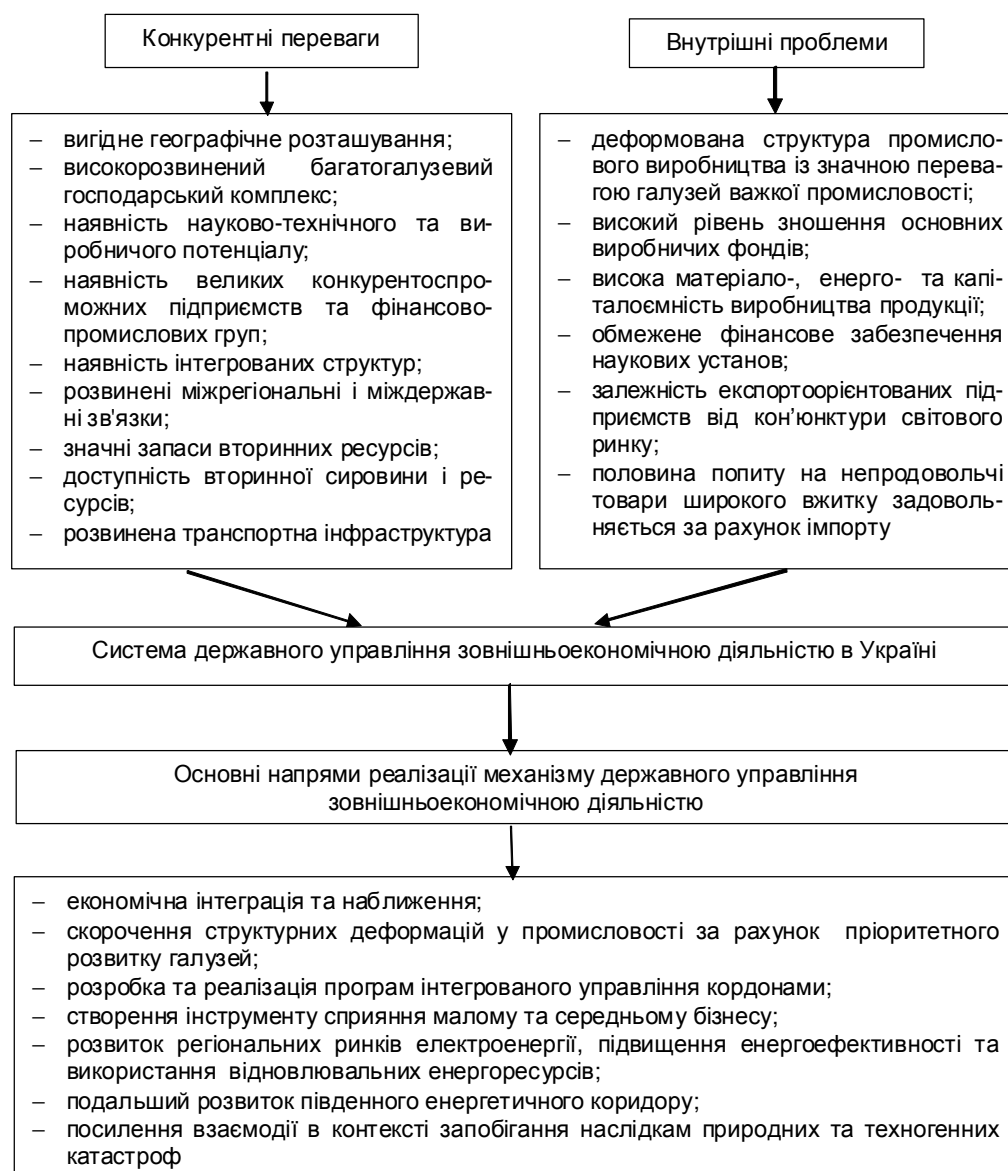 Конкурентні переваги
Внутрішні проблеми
– вигідне географічне розташування;
– високорозвинений багатогалузевий
господарський комплекс;
– наявність науково-технічного та ви-
робничого потенціалу;
– наявність великих конкурентоспро-
можних підприємств та фінансово-
промислових груп;
– наявність інтегрованих структур;
– розвинені міжрегіональні і міждержав-
ні зв'язки;
– значні запаси вторинних ресурсів;
– доступність вторинної сировини і ре-
сурсів;
– розвинена транспортна інфраструктура
– деформована структура промисло-
вого виробництва із значною перева-
гою галузей важкої промисловості;
– високий рівень зношення основних
виробничих фондів;
– висока матеріало-, енерго- та капі-
талоємність виробництва продукції;
– обмежене фінансове забезпечення
наукових установ;
– залежність експортоорієнтованих під-
приємств від кон’юнктури світового
ринку;
– половина попиту на непродовольчі
товари широкого вжитку задоволь-
няється за рахунок імпорту
Система державного управління зовнішньоекономічною діяльністю в Україні
Основні напрями реалізації механізму державного управління
зовнішньоекономічною діяльністю
– економічна інтеграція та наближення;
– скорочення структурних деформацій у промисловості за рахунок пріоритетного
розвитку галузей;
– розробка та реалізація програм інтегрованого управління кордонами;
– створення інструменту сприяння малому та середньому бізнесу;
– розвиток регіональних ринків електроенергії, підвищення енергоефективності та
використання відновлювальних енергоресурсів;
– подальший розвиток південного енергетичного коридору;
– посилення взаємодії в контексті запобігання наслідкам природних та техногенних
катастроф